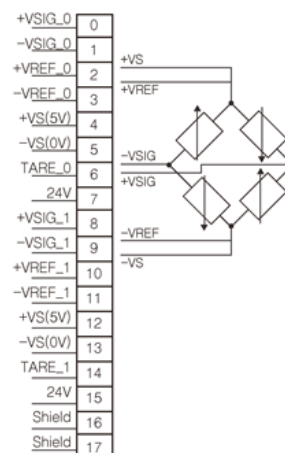 +VSIG_0 0
-VSIG_0 1
+VREF_0 2
-VREF_0 3
+VS(5V) 4
-VS(0V) 5
TARE_0 6
24V 7
+VSIG_1 8
-VSIG_1 9
+VREF_1 10
-VREF_1 11
+VS(5V) 12
-VS(0V) 13
TARE_1 14
24V 15
Shield 16
Shield 17
+VS
+VREF
-VSIG
+VSIG
-VREF
-VS